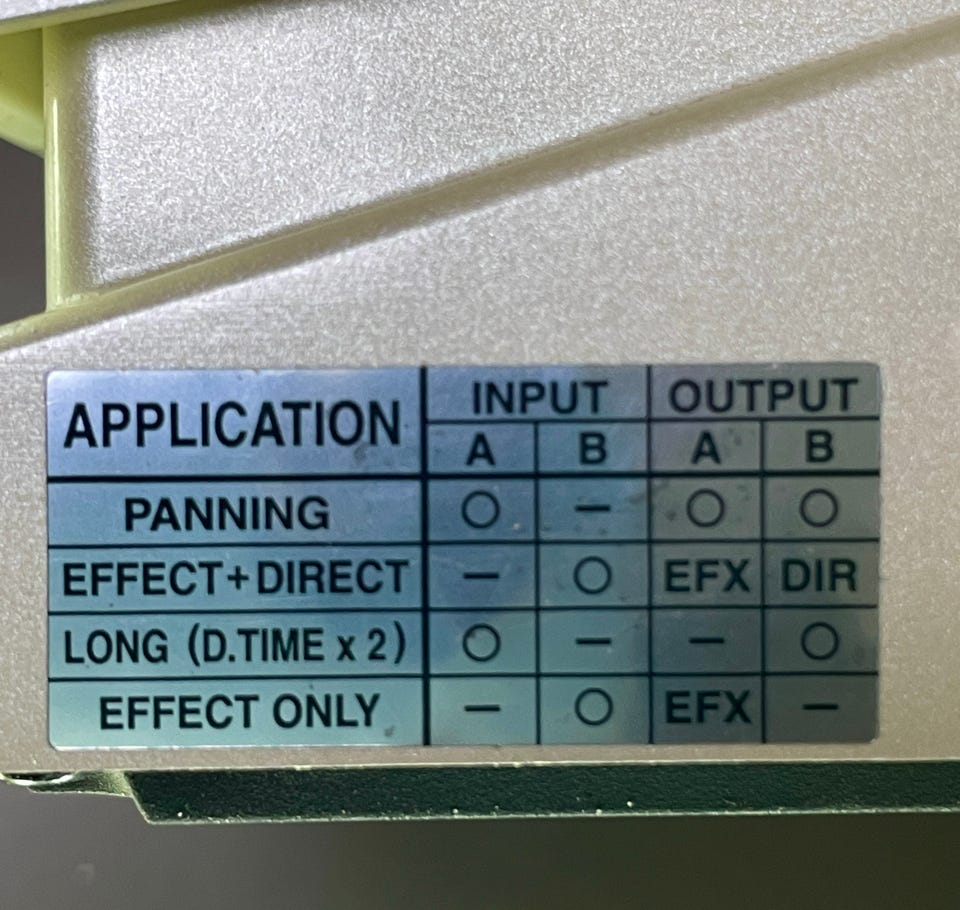 APPLICATION INPUT OUTPUT
A B A B
PANNING ○ – ○ ○
EFFECT+DIRECT – ○ EFX DIR
LONG (D.TIME x 2) ○ – – ○
EFFECT ONLY – ○ EFX –